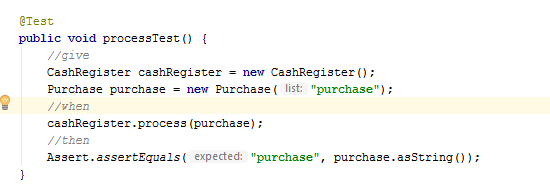 @Test
public void processTest() {
//give
CashRegister cashRegister = new CashRegister();
Purchase purchase = new Purchase( list: "purchase");
//when
cashRegister.process(purchase);
//then
Assert.assertEquals( expected: "purchase", purchase.asString());
}